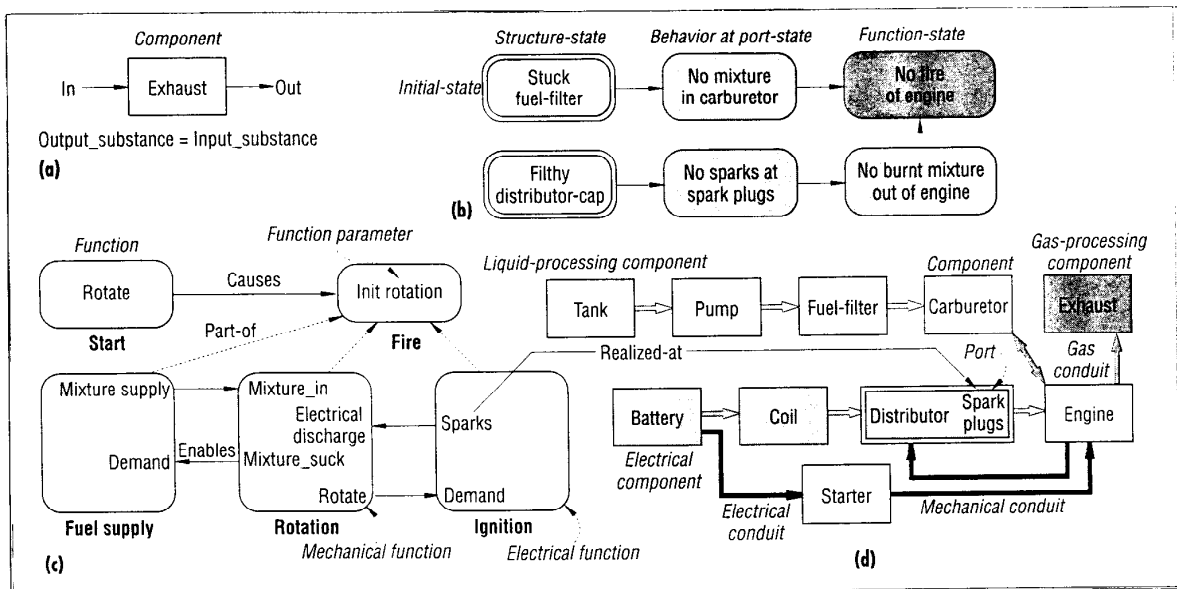 Component
In
Exhaust
Out
Output_substance = Input_substance
(a)
Structure-state
Behavior at port-state
Function-state
Initial-state
Stuck
fuel-filter
No mixture
in carburetor
No fire
of engine
Filthy
distributor-cap
No sparks at
spark plugs
No burnt mixture
out of engine
(b)
Function
Function parameter
Rotate
Causes
Init rotation
Start
Part-of
Fire
Mixture supply
Mixture_in
Electrical
discharge
Sparks
Demand
Enables
Mixture_suck
Rotate
Demand
Fuel supply
Rotation
Ignition
Mechanical function
Electrical function
(c)
Liquid-processing component
Component
Gas-processing
component
Tank
Pump
Fuel-filter
Carburetor
Exhaust
Realized-at
Port
Gas
conduit
Battery
Coil
Distributor
Spark
plugs
Engine
Electrical
component
Starter
Electrical
conduit
Mechanical conduit
(d)